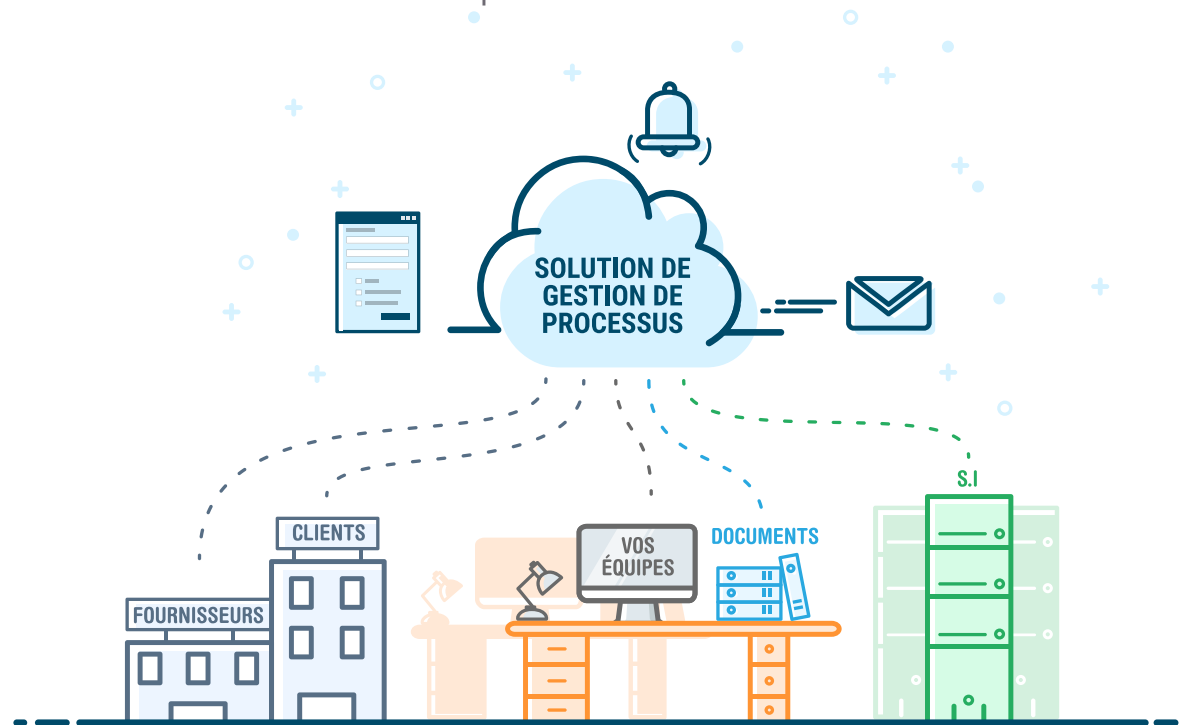 SOLUTION DE
GESTION DE
PROCESSUS
S.I
CLIENTS
VOS
ÉQUIPES
DOCUMENTS
FOURNISSEURS